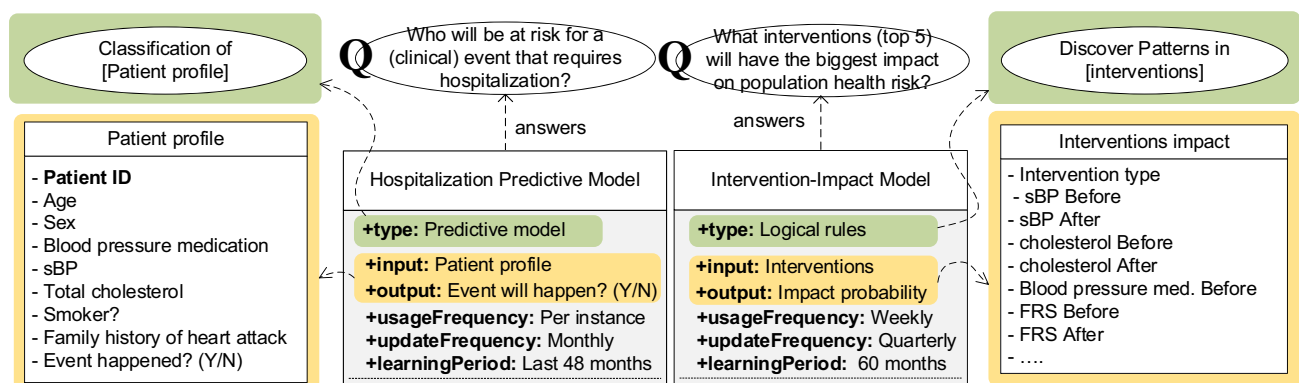 Classification of
[Patient profile]
Q
Who will be at risk for a
(clinical) event that requires
hospitalization?
Q
What interventions (top 5)
will have the biggest impact
on population health risk?
Discover Patterns in
[interventions]
answers
answers
Patient profile
- Patient ID
- Age
- Sex
- Blood pressure medication
- sBP
- Total cholesterol
- Smoker?
- Family history of heart attack
- Event happened? (Y/N)
Hospitalization Predictive Model
+type: Predictive model
+input: Patient profile
+output: Event will happen? (Y/N)
+usageFrequency: Per instance
+updateFrequency: Monthly
+learningPeriod: Last 48 months
Intervention-Impact Model
+type: Logical rules
+input: Interventions
+output: Impact probability
+usageFrequency: Weekly
+updateFrequency: Quarterly
+learningPeriod: 60 months
Interventions impact
- Intervention type
- sBP Before
- sBP After
- cholesterol Before
- cholesterol After
- Blood pressure med. Before
- FRS Before
- FRS After
- ....